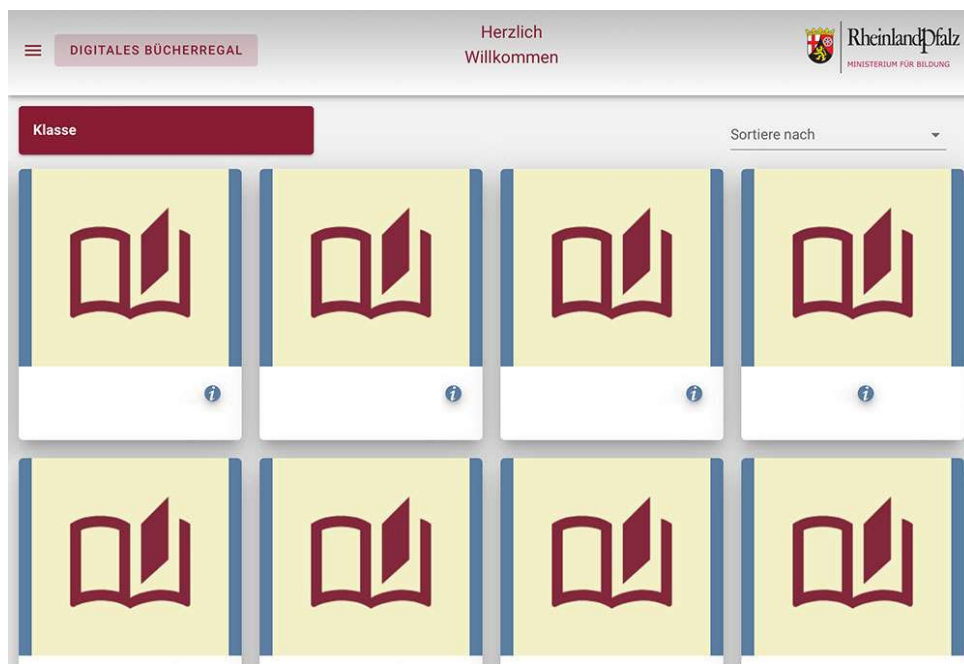 DIGITALES BÜCHERREGAL
Herzlich
Willkommen
RheinlandPfalz
MINISTERIUM FÜR BILDUNG
Klasse
Sortiere nach
i
i
i
i